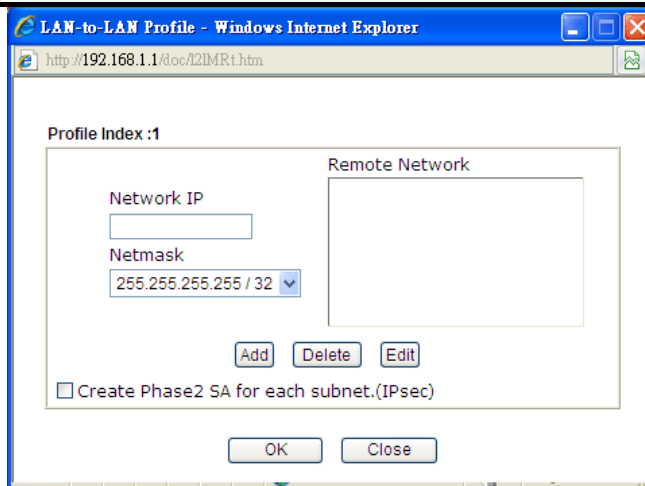 LAN-to-LAN Profile - Windows Internet Explorer
http://192.168.1.1/doc/l2lMRt.htm
Profile Index :1
Remote Network
Network IP
Netmask
255.255.255.255 / 32
Add Delete Edit
Create Phase2 SA for each subnet.(IPsec)
OK Close